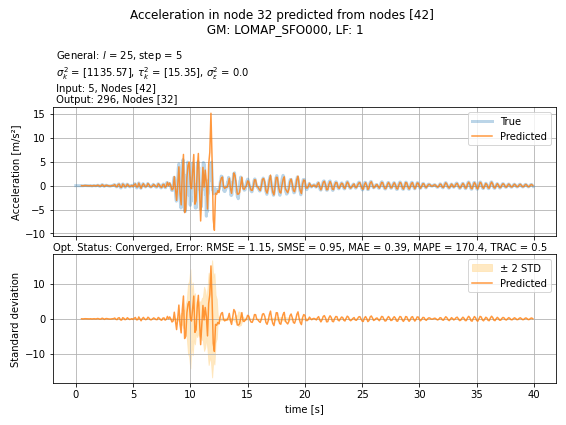 Acceleration in node 32 predicted from nodes [42]
GM: LOMAP_SFO000, LF: 1
General: l = 25, step = 5
σ²ₖ = [1135.57], τ²ₖ = [15.35], σ²_ε = 0.0
Input: 5, Nodes [42]
Output: 296, Nodes [32]
15
10
5
0
−5
−10
Acceleration [m/s²]
True
Predicted
Opt. Status: Converged, Error: RMSE = 1.15, SMSE = 0.95, MAE = 0.39, MAPE = 170.4, TRAC = 0.5
10
0
−10
Standard deviation
± 2 STD
Predicted
0 5 10 15 20 25 30 35 40
time [s]